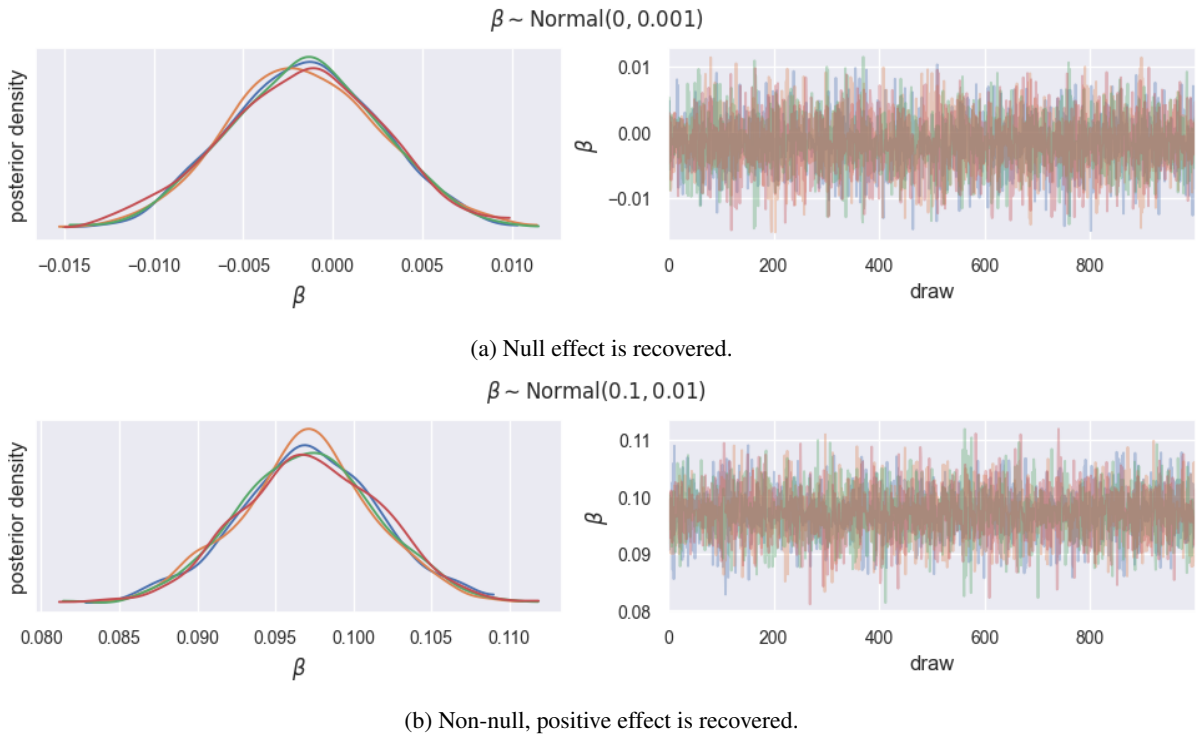 β ~ Normal(0, 0.001)
posterior density
−0.015 −0.010 −0.005 0.000 0.005 0.010
β
β
0.01
0.00
−0.01
0 200 400 600 800
draw
(a) Null effect is recovered.
β ~ Normal(0.1, 0.01)
posterior density
0.080 0.085 0.090 0.095 0.100 0.105 0.110
β
β
0.11
0.10
0.09
0.08
0 200 400 600 800
draw
(b) Non-null, positive effect is recovered.